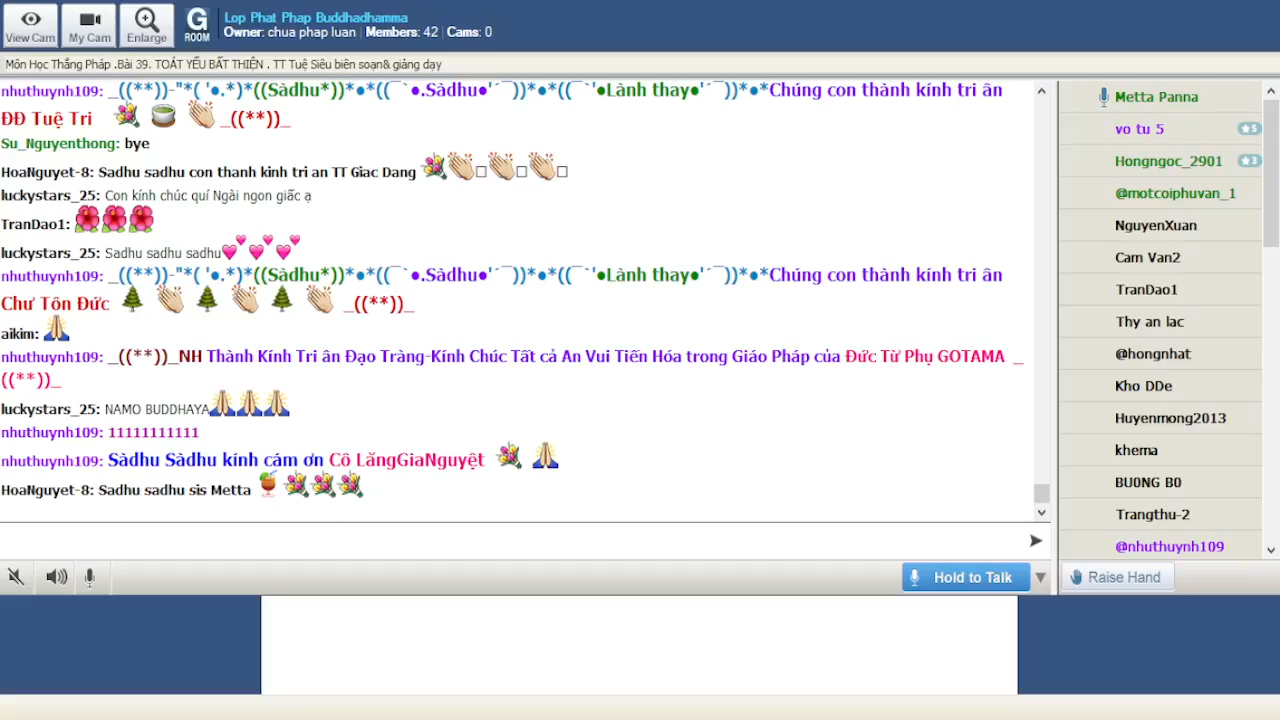 View Cam
My Cam
Enlarge
G ROOM
Lop Phat Phap Buddhadhamma
Owner: chua phap luan | Members: 42 | Cams: 0
Môn Học Thắng Pháp .Bài 39. TOÁT YẾU BẤT THIỆN . TT Tuệ Siêu biên soạn& giảng dạy
nhuthuynh109: _((**))-"*( '●.*)*((Sàdhu*))*●*((¯`●.Sàdhu●'´¯))*●*((¯`'●Lành thay●'´¯))*●*Chúng con thành kính tri ân
ĐĐ Tuệ Tri 💐 🍵 👏 _((**))_
Su_Nguyenthong: bye
HoaNguyet-8: Sadhu sadhu con thanh kinh tri an TT Giac Dang 💐👏□👏□👏□
luckystars_25: Con kính chúc quí Ngài ngon giấc ạ
TranDao1: 🌺🌺🌺
luckystars_25: Sadhu sadhu sadhu💕💕💕
nhuthuynh109: _((**))-"*( '●.*)*((Sàdhu*))*●*((¯`●.Sàdhu●'´¯))*●*((¯`'●Lành thay●'´¯))*●*Chúng con thành kính tri ân
Chư Tôn Đức 🌲 👏 🌲 👏 🌲 👏 _((**))_
aikim: 🙏
nhuthuynh109: _((**))_NH Thành Kính Tri ân Đạo Tràng-Kính Chúc Tất cả An Vui Tiến Hóa trong Giáo Pháp của Đức Từ Phụ GOTAMA _
((**))_
luckystars_25: NAMO BUDDHAYA🙏🙏🙏
nhuthuynh109: 11111111111
nhuthuynh109: Sàdhu Sàdhu kính cám ơn Cô LăngGiaNguyệt 💐 🙏
HoaNguyet-8: Sadhu sadhu sis Metta 🍹💐💐💐
Hold to Talk
Metta Panna
vo tu 5 ★5
Hongngoc_2901 ★3
@motcoiphuvan_1
NguyenXuan
Cam Van2
TranDao1
Thy an lac
@hongnhat
Kho DDe
Huyenmong2013
khema
BU0NG B0
Trangthu-2
@nhuthuynh109
Raise Hand